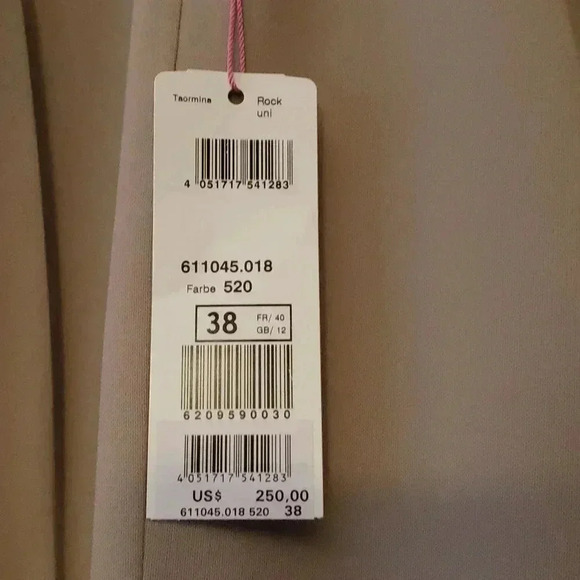 Taormina Rock
uni
4 051717 541283
611045.018
Farbe 520
38 FR/ 40
GB/ 12
6209590030
4 051717 541283
US$ 250,00
611045.018 520 38